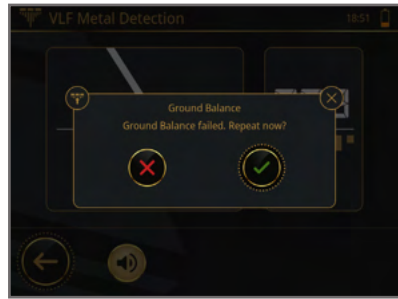 VLF Metal Detection
18:51
Ground Balance
Ground Balance failed. Repeat now?